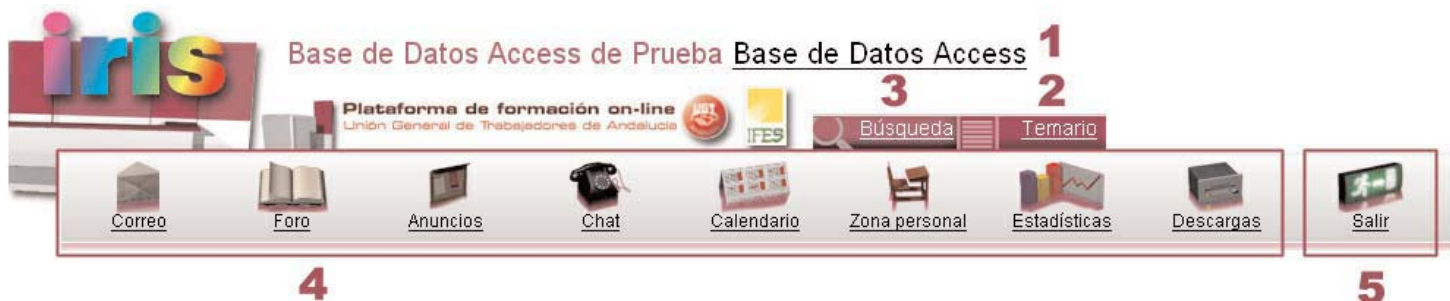 iris
Base de Datos Access de Prueba Base de Datos Access 1
3 2
Plataforma de formación on-line
Unión General de Trabajadores de Andalucía
UGT
IFES
Búsqueda Temario
Correo Foro Anuncios Chat Calendario Zona personal Estadísticas Descargas Salir
4 5